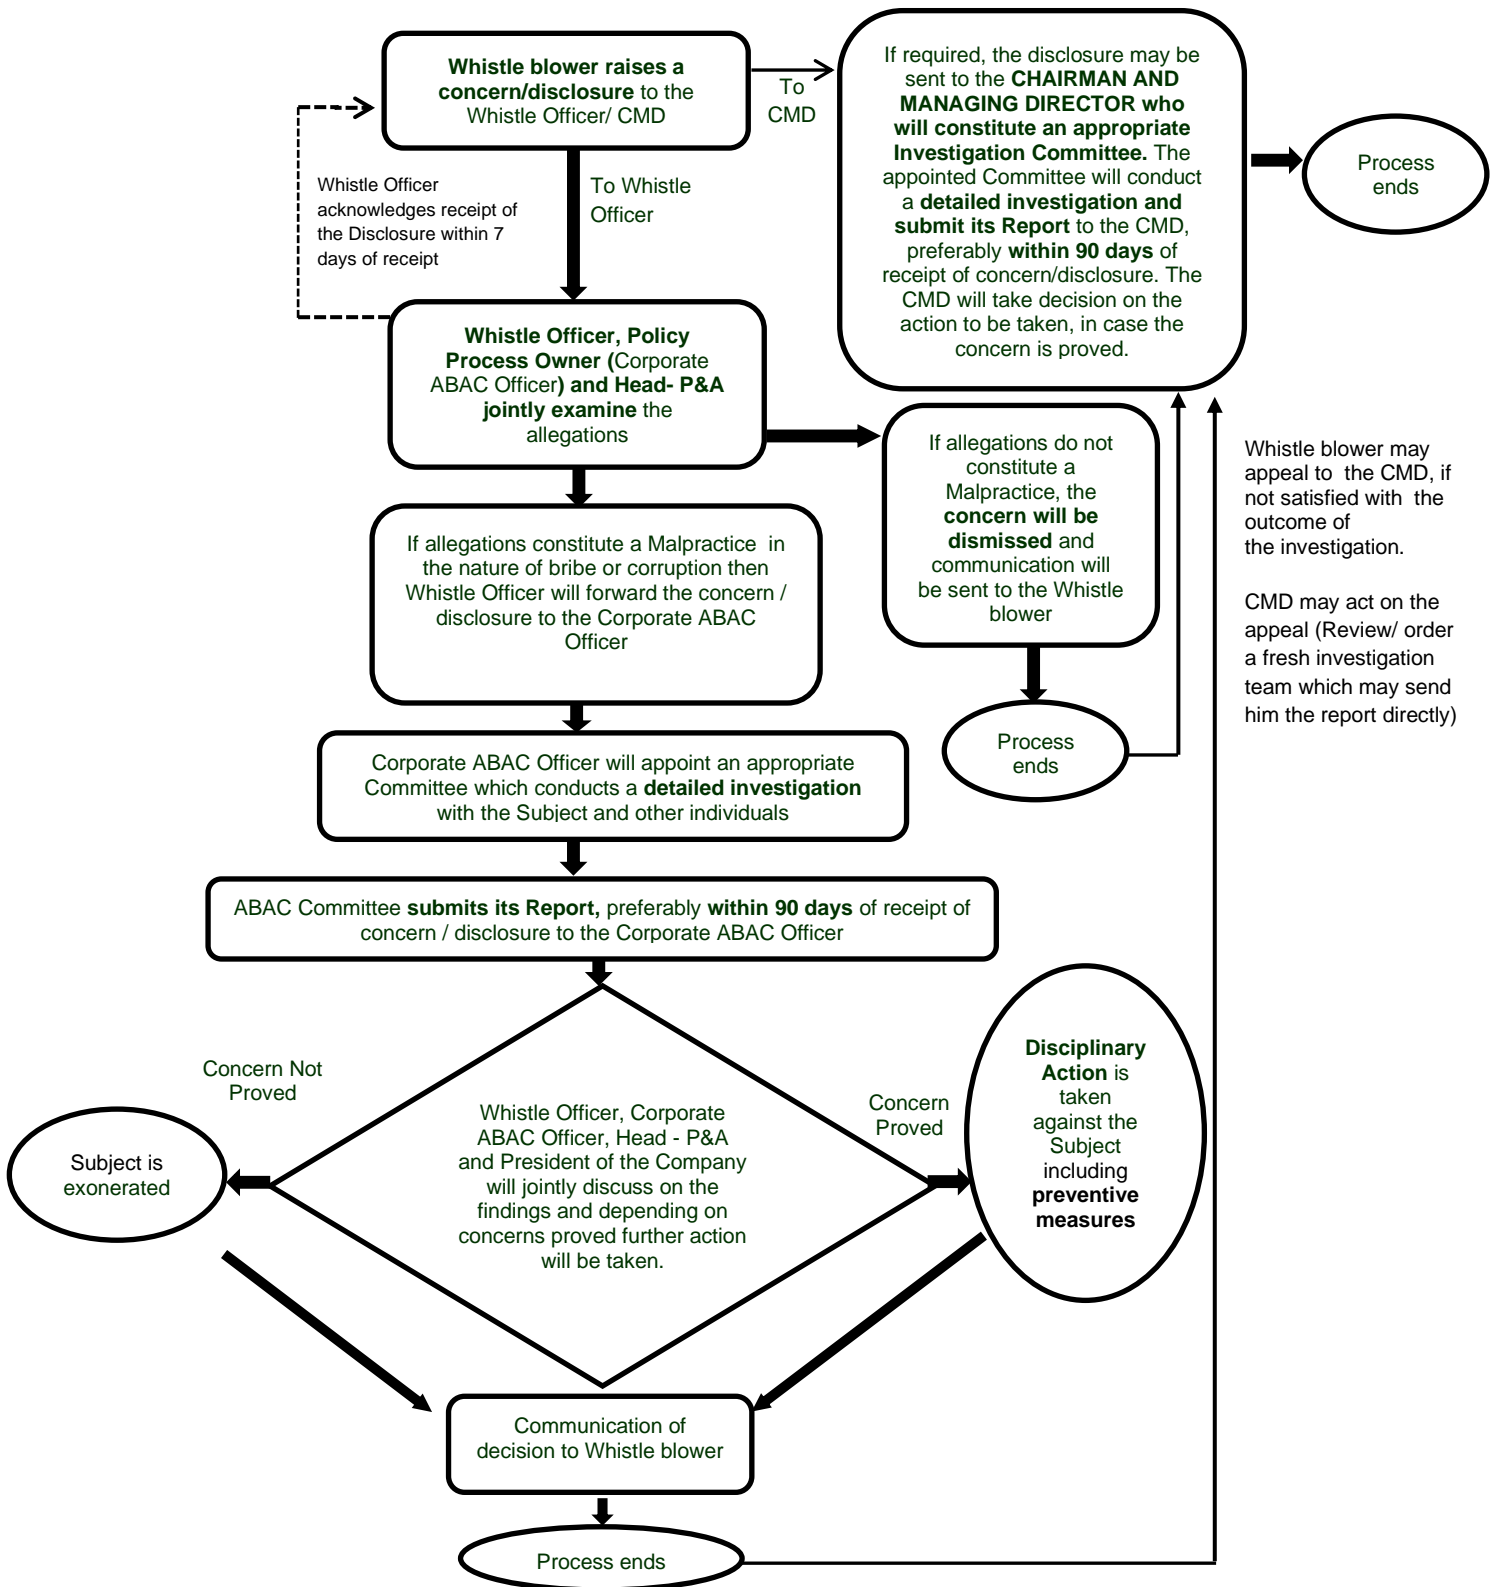 Whistle blower raises a
concern/disclosure to the
Whistle Officer/ CMD
To
CMD
If required, the disclosure may be
sent to the CHAIRMAN AND
MANAGING DIRECTOR who
will constitute an appropriate
Investigation Committee. The
appointed Committee will conduct
a detailed investigation and
submit its Report to the CMD,
preferably within 90 days of
receipt of concern/disclosure. The
CMD will take decision on the
action to be taken, in case the
concern is proved.
Process
ends
Whistle Officer
acknowledges receipt of
the Disclosure within 7
days of receipt
To Whistle
Officer
Whistle Officer, Policy
Process Owner (Corporate
ABAC Officer) and Head- P&A
jointly examine the
allegations
If allegations do not
constitute a
Malpractice, the
concern will be
dismissed and
communication will
be sent to the Whistle
blower
Whistle blower may
appeal to  the CMD, if
not satisfied with  the
outcome of
the investigation.
CMD may act on the
appeal (Review/ order
a fresh investigation
team which may send
him the report directly)
If allegations constitute a Malpractice  in
the nature of bribe or corruption then
Whistle Officer will forward the concern /
disclosure to the Corporate ABAC
Officer
Process
ends
Corporate ABAC Officer will appoint an appropriate
Committee which conducts a detailed investigation
with the Subject and other individuals
ABAC Committee submits its Report, preferably within 90 days of receipt of
concern / disclosure to the Corporate ABAC Officer
Concern Not
Proved
Subject is
exonerated
Whistle Officer, Corporate
ABAC Officer, Head - P&A
and President of the Company
will jointly discuss on the
findings and depending on
concerns proved further action
will be taken.
Concern
Proved
Disciplinary
Action is
taken
against the
Subject
including
preventive
measures
Communication of
decision to Whistle blower
Process ends